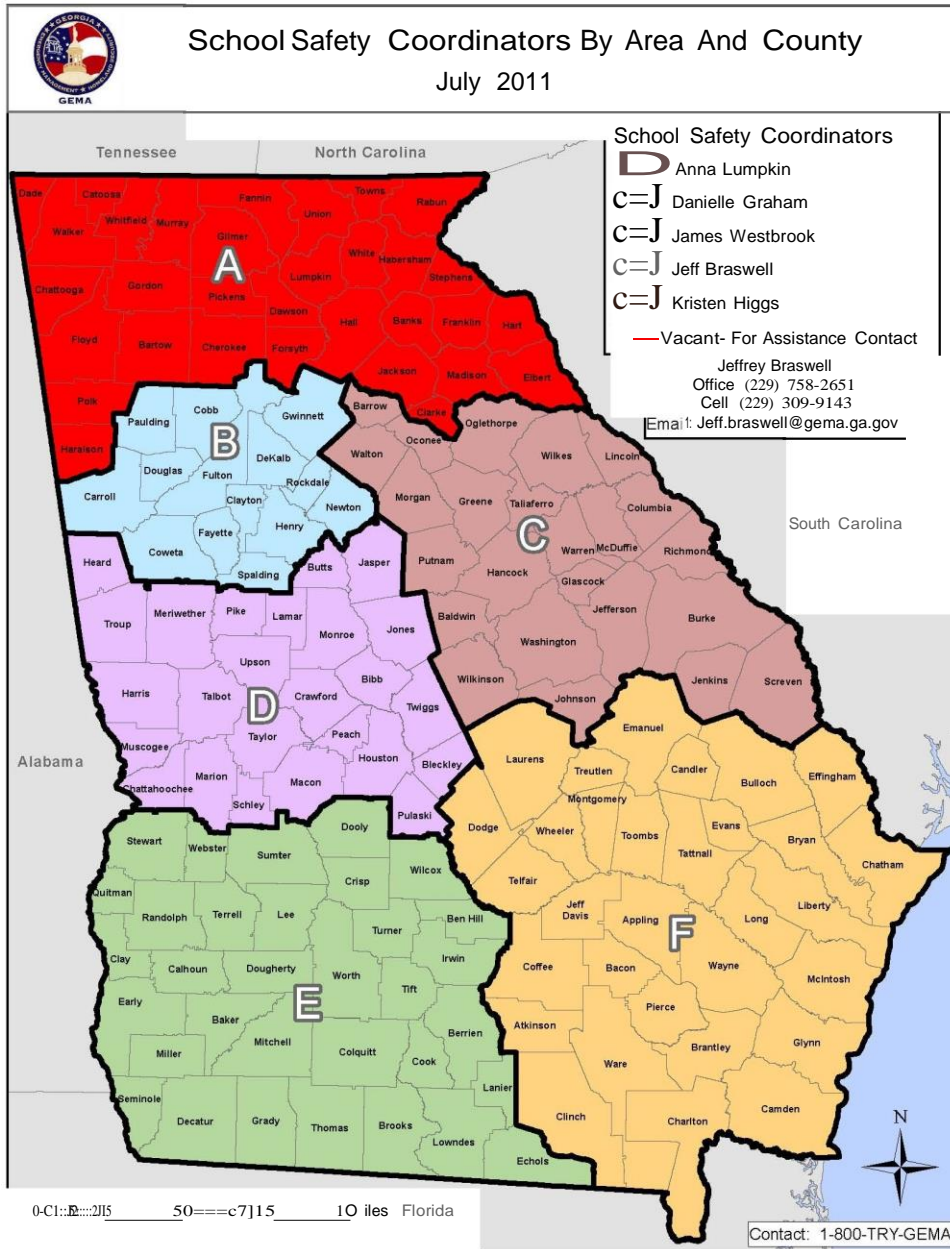 School Safety Coordinators By Area And County
July 2011
GEORGIA
GEMA
Tennessee
North Carolina
School Safety Coordinators
D Anna Lumpkin
c=J Danielle Graham
c=J James Westbrook
c=J Jeff Braswell
c=J Kristen Higgs
Vacant- For Assistance Contact
Jeffrey Braswell
Office (229) 758-2651
Cell (229) 309-9143
Email: Jeff.braswell@gema.ga.gov
Dade Catoosa Fannin Towns Rabun
Walker Whitfield Murray Union
Gilmer White Habersham
A
Chattooga Gordon Pickens Lumpkin Stephens
Dawson
Floyd Bartow Cherokee Forsyth Hall Banks Franklin Hart
Jackson Madison Elbert
Polk Clarke
Haralson
Paulding Cobb Gwinnett
B
Douglas Fulton DeKalb
Rockdale
Carroll Clayton Newton
Fayette Henry
Coweta Spalding
Barrow Oglethorpe
Walton Oconee Wilkes Lincoln
Morgan Greene Taliaferro Columbia
C
South Carolina
Putnam Hancock Warren McDuffie Richmond
Glascock
Baldwin Jefferson Burke
Washington
Wilkinson Johnson Jenkins Screven
Heard Butts Jasper
Troup Meriwether Pike Lamar Monroe Jones
Upson
Harris Talbot Crawford Bibb Twiggs
D
Taylor Peach
Muscogee Houston Bleckley
Alabama
Chattahoochee Marion Macon
Schley Pulaski
Emanuel
Laurens Treutlen Candler Bulloch Effingham
Montgomery
Dodge Wheeler Toombs Evans Bryan
Tattnall Chatham
Telfair
Jeff Davis Appling Long Liberty
F
Coffee Bacon Wayne McIntosh
Pierce
Atkinson Brantley Glynn
Ware
Clinch Charlton Camden
Stewart Webster Sumter Dooly
Crisp Wilcox
Quitman
Randolph Terrell Lee Turner Ben Hill
Clay Calhoun Dougherty Worth Tift Irwin
E
Early Baker
Mitchell Colquitt Berrien
Miller Cook
Lanier
Seminole Decatur Grady Thomas Brooks Lowndes
Echols
N
50===c7]15 1O iles Florida
Contact: 1-800-TRY-GEMA